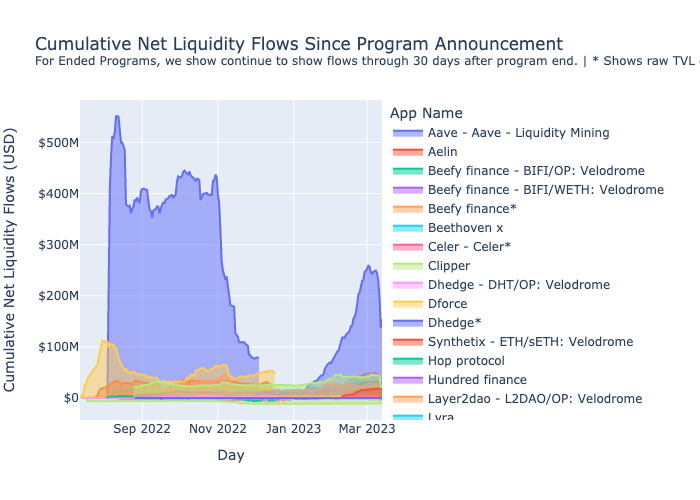 Cumulative Net Liquidity Flows Since Program Announcement
For Ended Programs, we show continue to show flows through 30 days after program end. | * Shows raw TVL
Cumulative Net Liquidity Flows (USD)
$500M
$400M
$300M
$200M
$100M
$0
Sep 2022
Nov 2022
Jan 2023
Mar 2023
Day
App Name
Aave - Aave - Liquidity Mining
Aelin
Beefy finance - BIFI/OP: Velodrome
Beefy finance - BIFI/WETH: Velodrome
Beefy finance*
Beethoven x
Celer - Celer*
Clipper
Dhedge - DHT/OP: Velodrome
Dforce
Dhedge*
Synthetix - ETH/sETH: Velodrome
Hop protocol
Hundred finance
Layer2dao - L2DAO/OP: Velodrome
Lyra